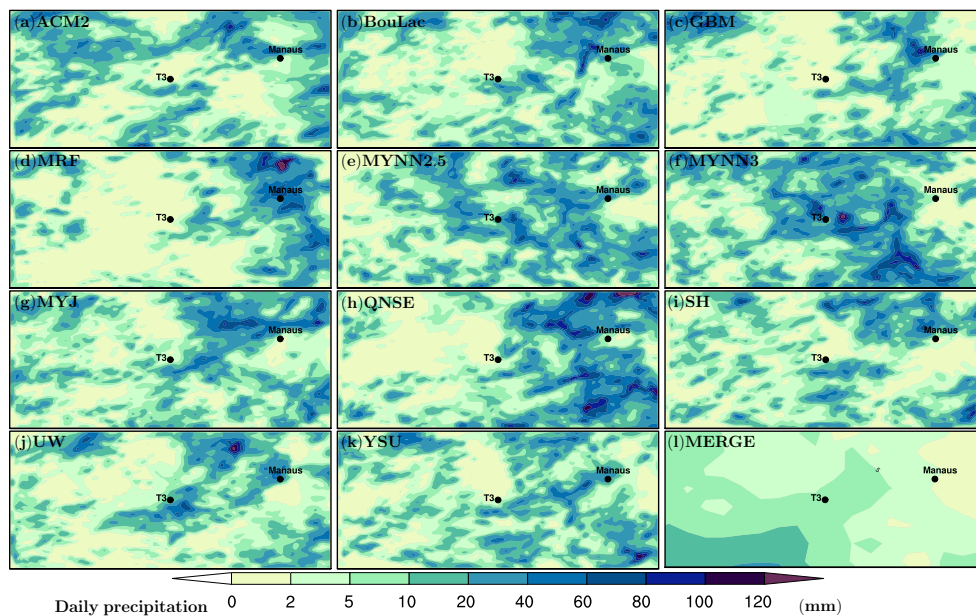 (a)ACM2
Manaus
T3
(b)BouLac
Manaus
T3
(c)GBM
Manaus
T3
(d)MRF
Manaus
T3
(e)MYNN2.5
Manaus
T3
(f)MYNN3
Manaus
T3
(g)MYJ
Manaus
T3
(h)QNSE
Manaus
T3
(i)SH
Manaus
T3
(j)UW
Manaus
T3
(k)YSU
Manaus
T3
(l)MERGE
Manaus
T3
Daily precipitation 0 2 5 10 20 40 60 80 100 120 (mm)